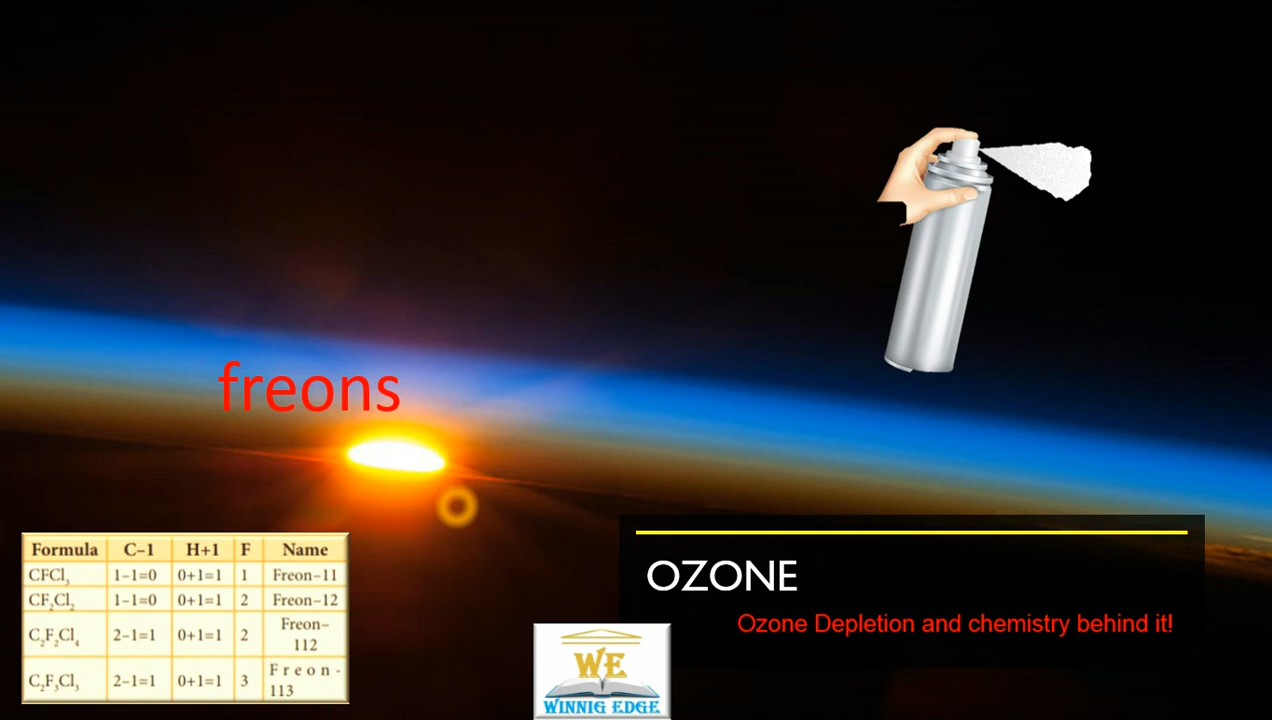 freons
Formula C–1 H+1 F Name
CFCl₃ 1–1=0 0+1=1 1 Freon–11
CF₂Cl₂ 1–1=0 0+1=1 2 Freon–12
C₂F₂Cl₄ 2–1=1 0+1=1 2 Freon–
112
C₂F₃Cl₃ 2–1=1 0+1=1 3 Freon-
113
OZONE
Ozone Depletion and chemistry behind it!
WE
WINNIG EDGE